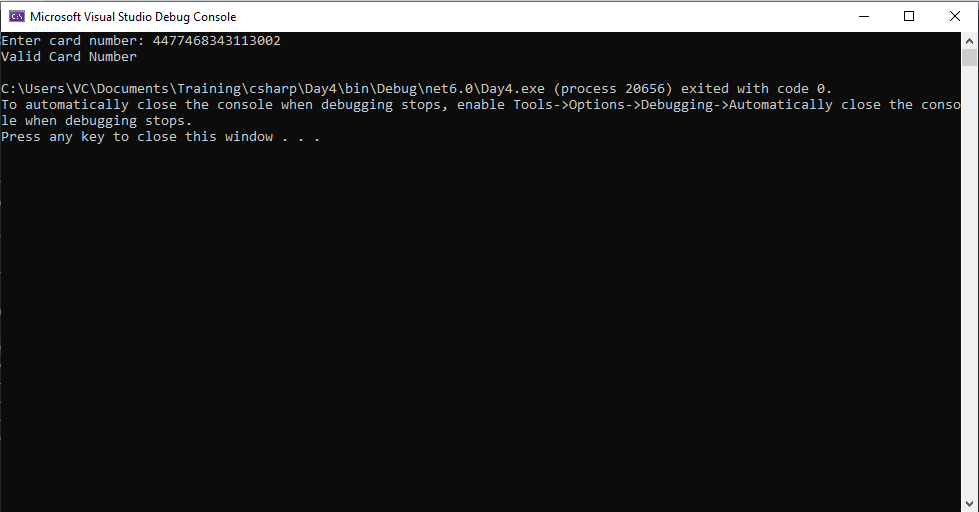 Microsoft Visual Studio Debug Console
Enter card number: 4477468343113002
Valid Card Number
C:\Users\VC\Documents\Training\csharp\Day4\bin\Debug\net6.0\Day4.exe (process 20656) exited with code 0.
To automatically close the console when debugging stops, enable Tools->Options->Debugging->Automatically close the conso
le when debugging stops.
Press any key to close this window . . .